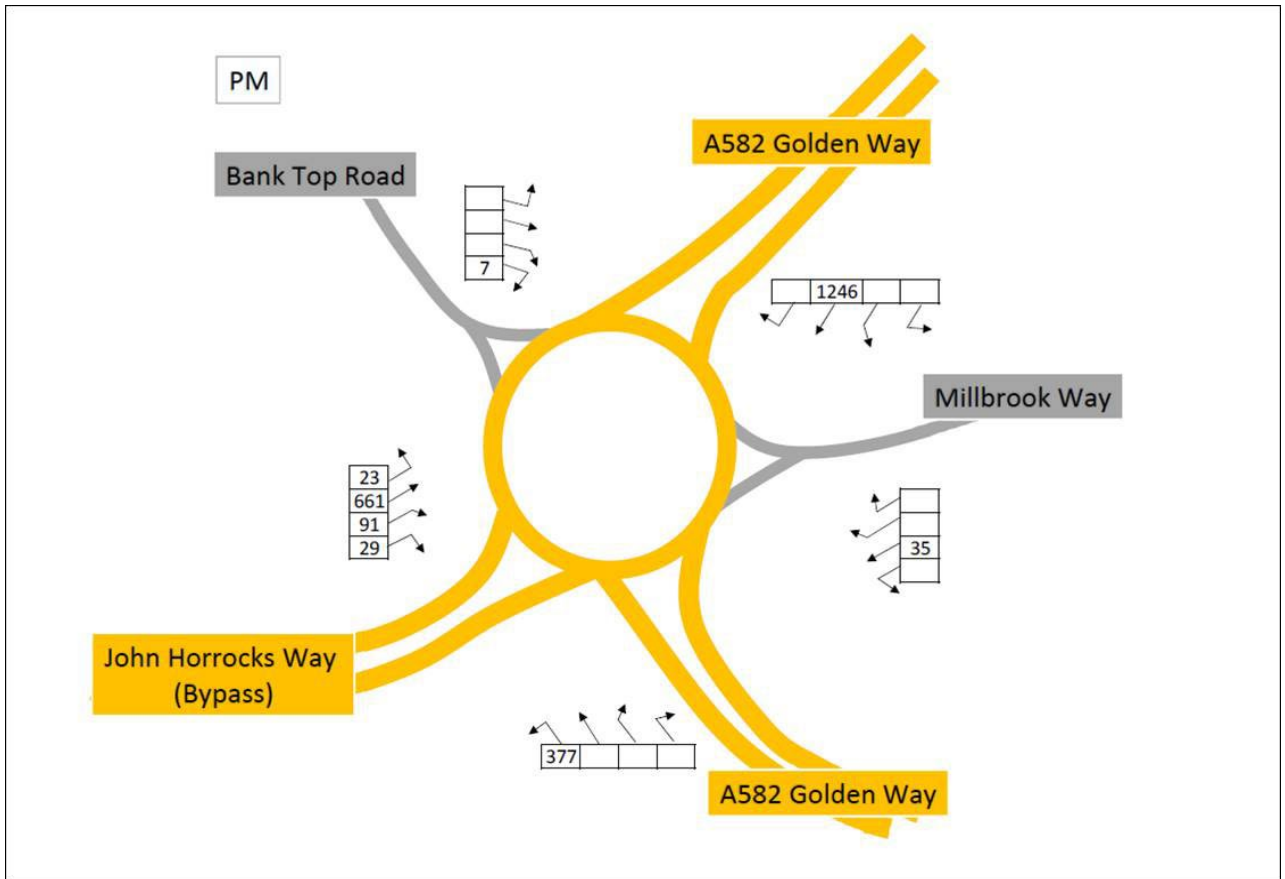 PM
A582 Golden Way
Bank Top Road
7
1246
Millbrook Way
23
661
91
29
35
John Horrocks Way
(Bypass)
377
A582 Golden Way